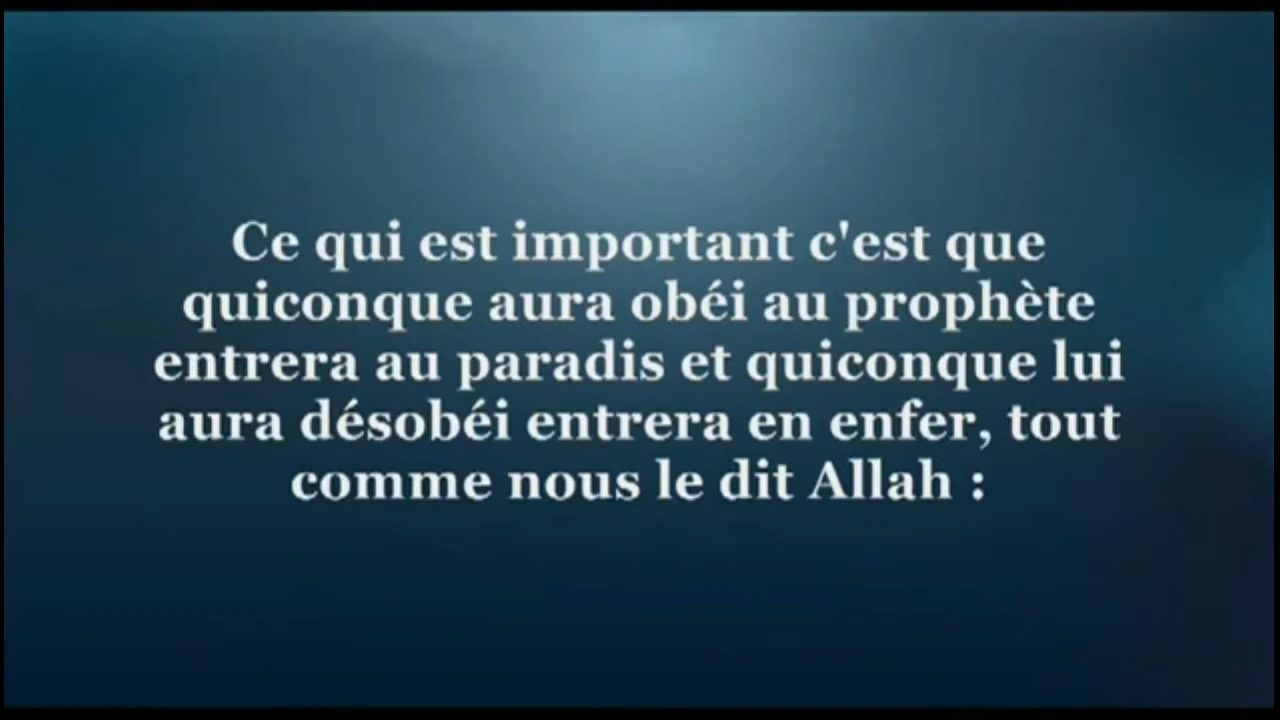 Ce qui est important c'est que
quiconque aura obéi au prophète
entrera au paradis et quiconque lui
aura désobéi entrera en enfer, tout
comme nous le dit Allah :